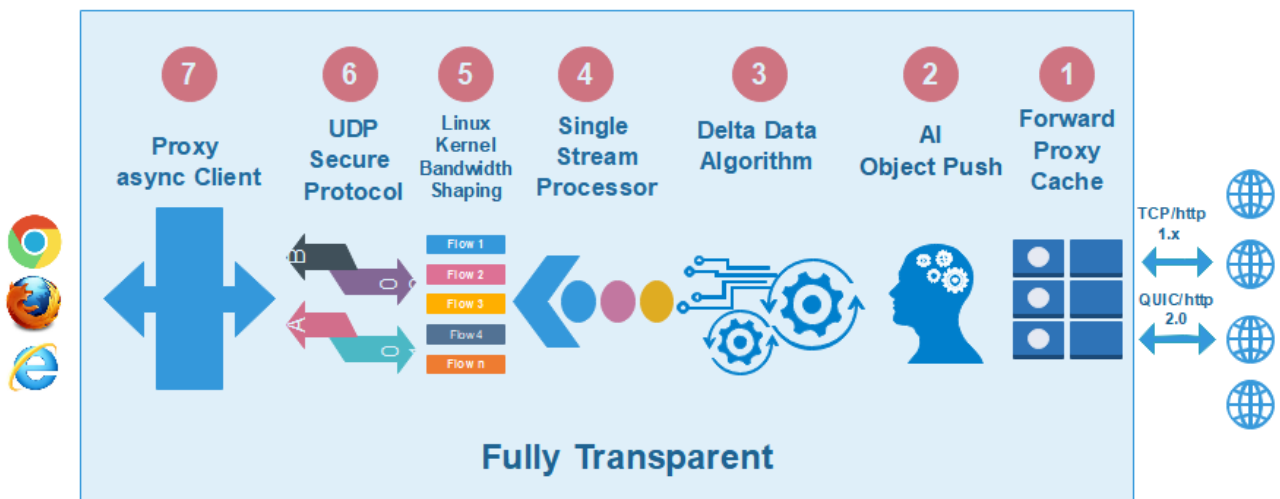 7
Proxy
async Client
6
UDP
Secure
Protocol
5
Linux
Kernel
Bandwidth
Shaping
4
Single
Stream
Processor
3
Delta Data
Algorithm
2
AI
Object Push
1
Forward
Proxy
Cache
B
O
A
O
Flow 1
Flow 2
Flow 3
Flow 4
Flow n
TCP/http
1.x
QUIC/http
2.0
Fully Transparent